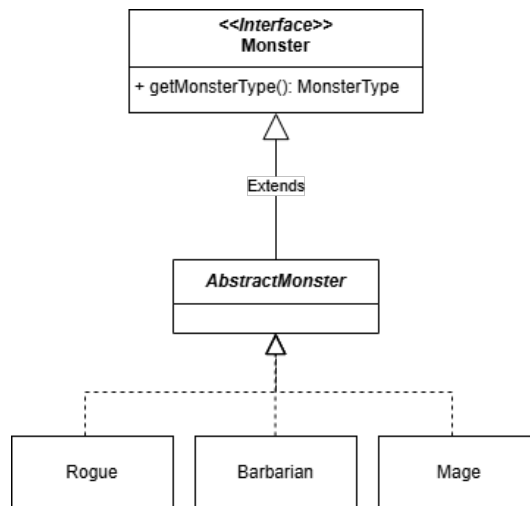 <<Interface>>
Monster
+ getMonsterType(): MonsterType
Extends
AbstractMonster
Rogue
Barbarian
Mage